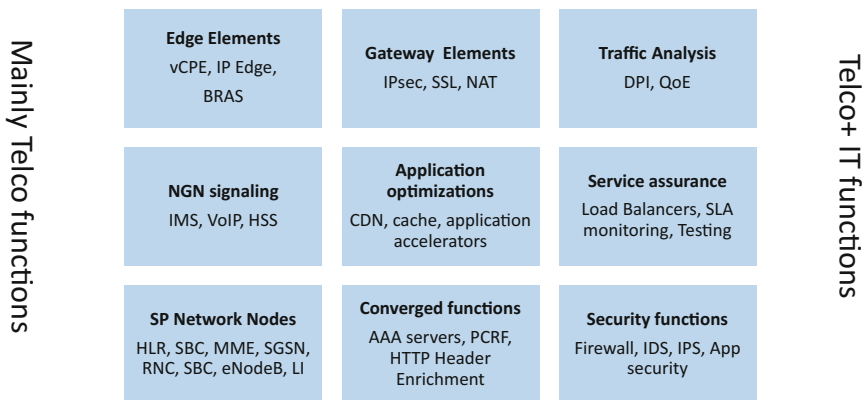 Mainly Telco functions
Edge Elements
vCPE, IP Edge,
BRAS
Gateway Elements
IPsec, SSL, NAT
Traffic Analysis
DPI, QoE
NGN signaling
IMS, VoIP, HSS
Application
optimizations
CDN, cache, application
accelerators
Service assurance
Load Balancers, SLA
monitoring, Testing
SP Network Nodes
HLR, SBC, MME, SGSN,
RNC, SBC, eNodeB, LI
Converged functions
AAA servers, PCRF,
HTTP Header
Enrichment
Security functions
Firewall, IDS, IPS, App
security
Telco+ IT functions